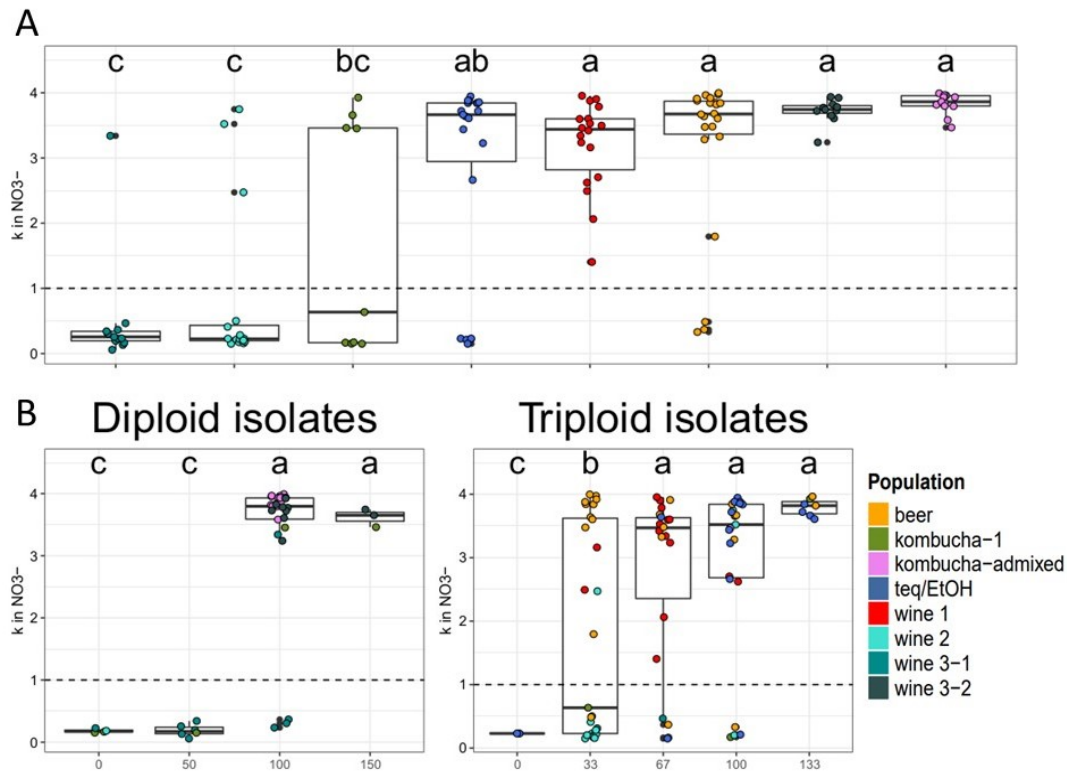 A
c c bc ab a a a a
4
3
2
1
0
k in NO3−
B Diploid isolates Triploid isolates
c c a a
c b a a a
4
3
2
1
0
k in NO3−
0 50 100 150
4
3
2
1
0
k in NO3−
0 33 67 100 133
Population
beer
kombucha−1
kombucha−admixed
teq/EtOH
wine 1
wine 2
wine 3−1
wine 3−2